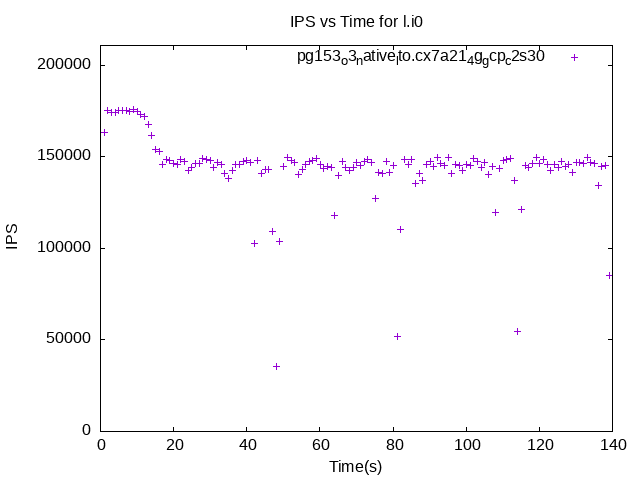 IPS vs Time for l.i0
pg153_o3_native_lto.cx7a21_4g_gcp_c2s30
200000
150000
100000
50000
0
IPS
0 20 40 60 80 100 120 140
Time(s)